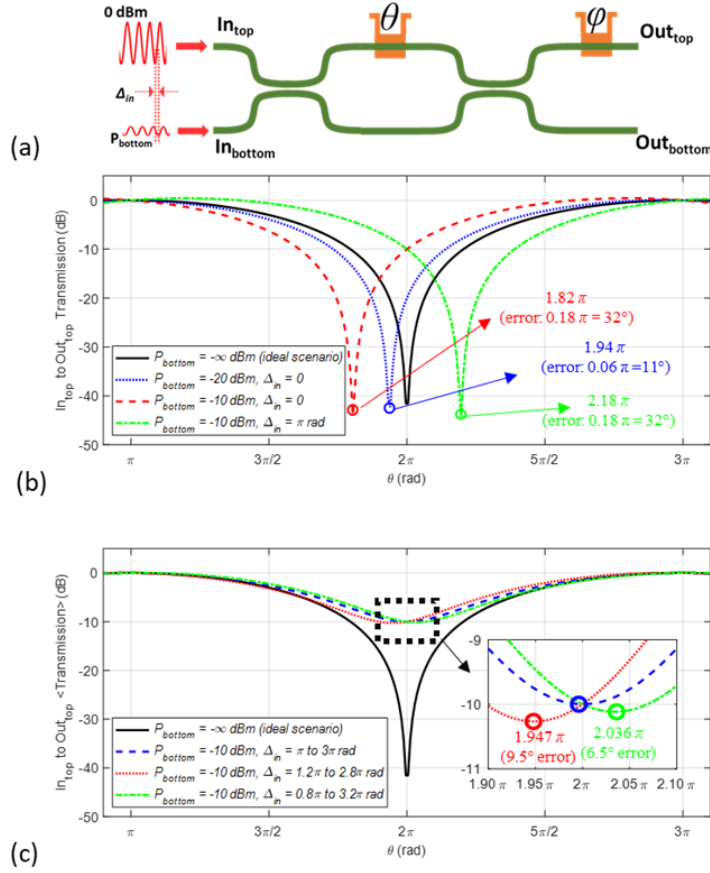 0 dBm
In_top
θ
φ
Out_top
Δ_in
P_bottom
In_bottom
Out_bottom
(a)
In_top to Out_top Transmission (dB)
0
-10
-20
-30
-40
-50
1.82 π
(error: 0.18 π = 32°)
1.94 π
(error: 0.06 π = 11°)
2.18 π
(error: 0.18 π = 32°)
P_bottom = -∞ dBm (ideal scenario)
P_bottom = -20 dBm, Δ_in = 0
P_bottom = -10 dBm, Δ_in = 0
P_bottom = -10 dBm, Δ_in = π rad
π 3π/2 2π 5π/2 3π
θ (rad)
(b)
In_top to Out_top <Transmission> (dB)
0
-10
-20
-30
-40
-50
-9
-10
-11
1.947 π
(9.5° error)
2.036 π
(6.5° error)
1.90 π 1.95 π 2π 2.05 π 2.10 π
P_bottom = -∞ dBm (ideal scenario)
P_bottom = -10 dBm, Δ_in = π to 3π rad
P_bottom = -10 dBm, Δ_in = 1.2π to 2.8π rad
P_bottom = -10 dBm, Δ_in = 0.8π to 3.2π rad
π 3π/2 2π 5π/2 3π
θ (rad)
(c)